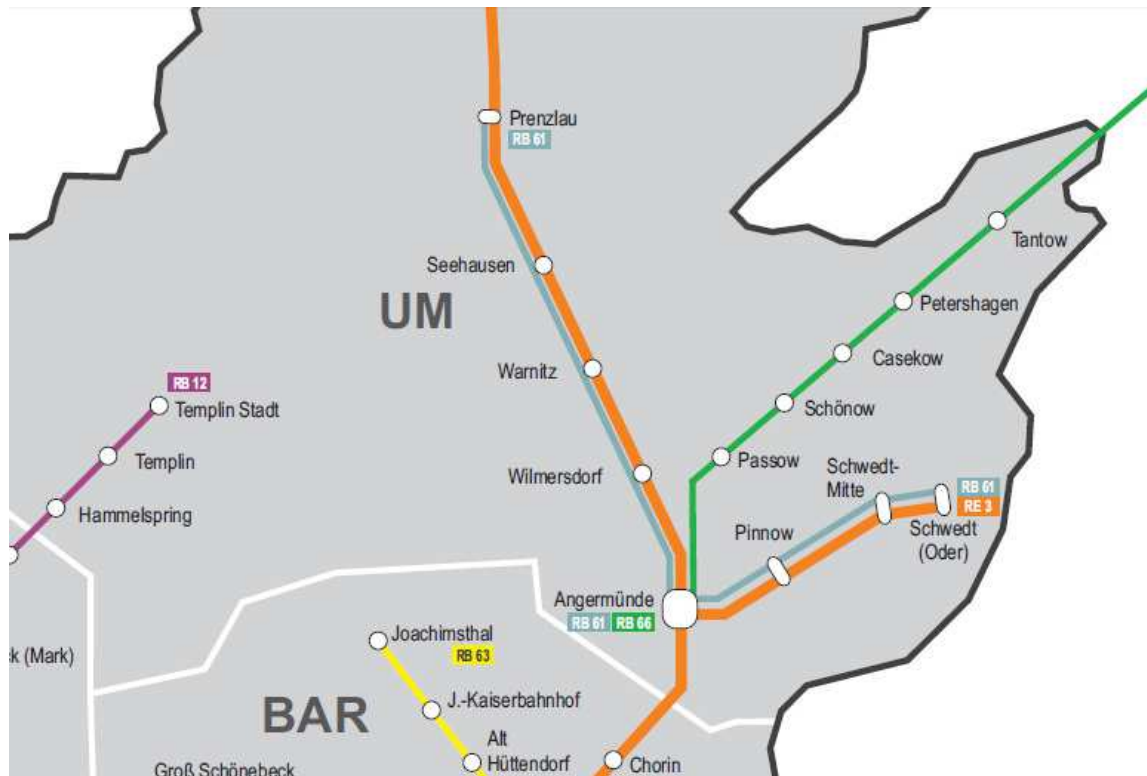 Prenzlau
RB 61
Tantow
Seehausen
Petershagen
UM
Casekow
Warnitz
RB 12
Templin Stadt
Schönow
Templin
Passow
Wilmersdorf
Schwedt-
Mitte
RB 61
RE 3
Hammelspring
Pinnow
Schwedt
(Oder)
Angermünde
RB 61 RB 66
Joachimsthal
RB 63
ck (Mark)
J.-Kaiserbahnhof
BAR
Alt
Hüttendorf
Chorin
Groß Schönebeck